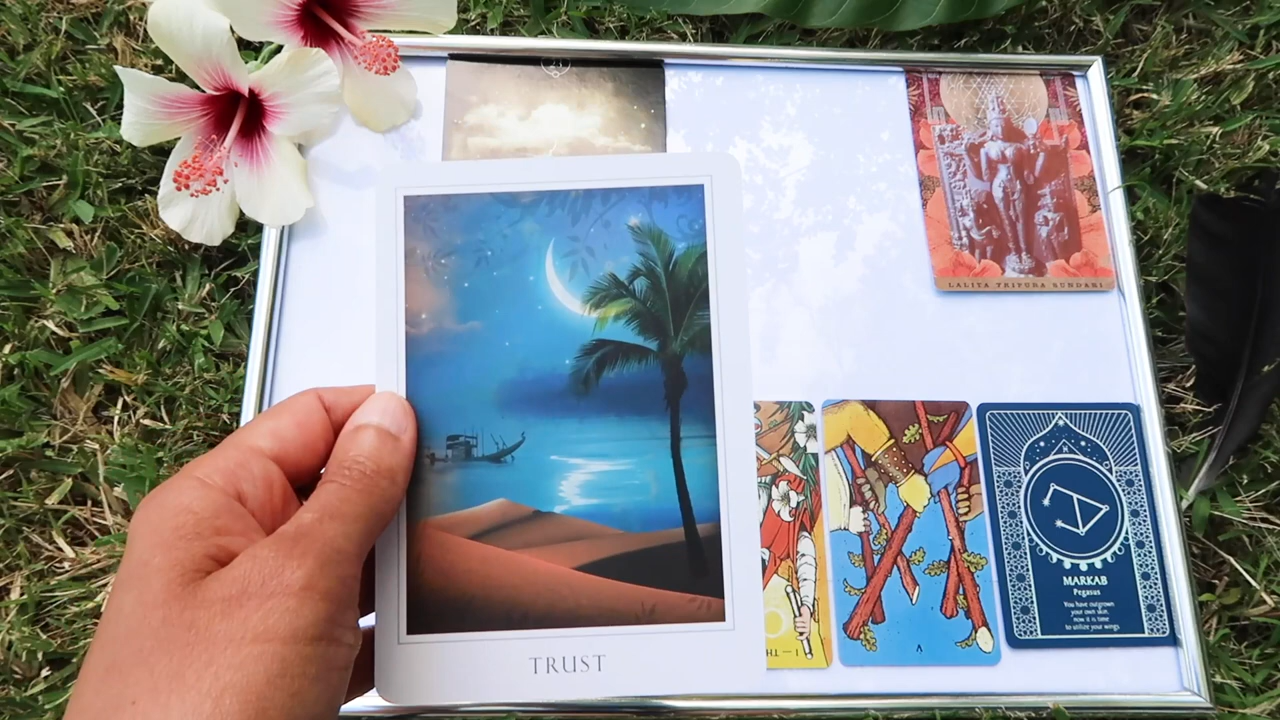 LALITA TRIPURA SUNDARI
TRUST
I — TH
V
MARKAB
Pegasus
You have outgrown
your own skin,
now it is time
to utilize your wings.